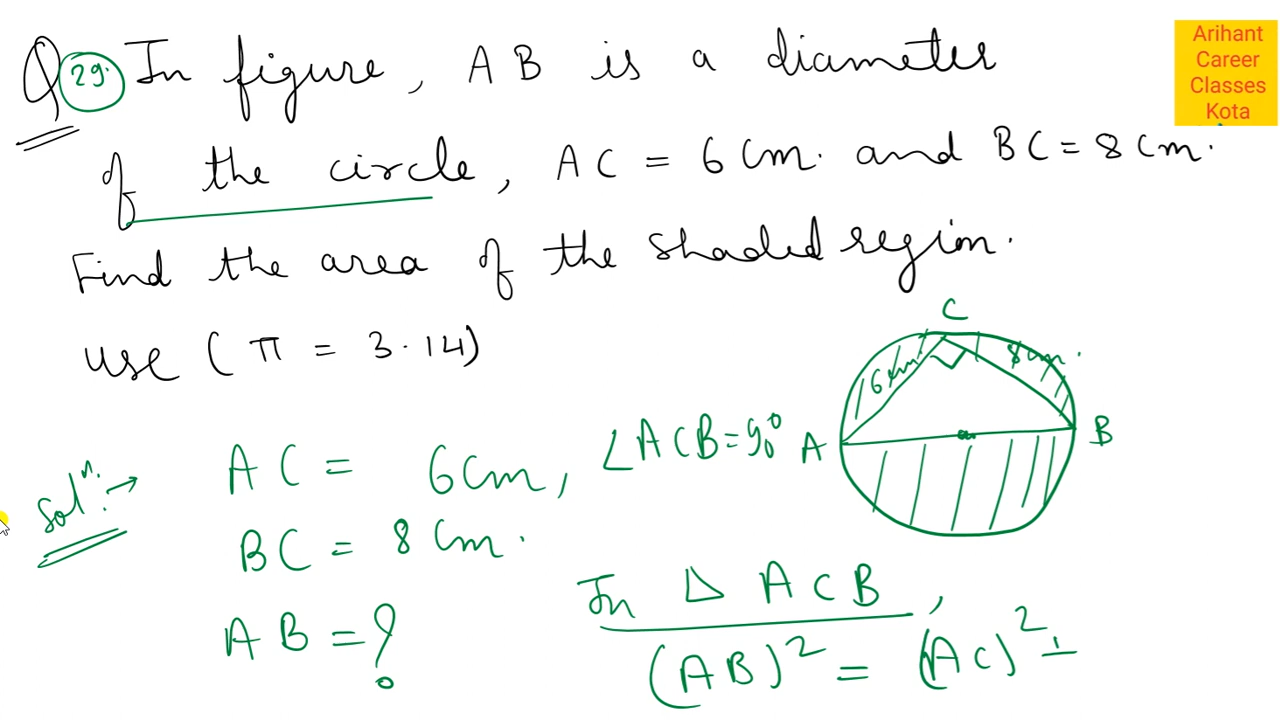 Q 29. In figure, AB is a diameter
of the circle, AC = 6 cm. and BC = 8 cm.
Find the area of the shaded region.
use (π = 3.14)
Arihant
Career
Classes
Kota
C
6 cm
8 cm.
A
B
Solⁿ:→
AC = 6 cm, ∠ACB = 90°
BC = 8 cm.
AB = ?
In △ ACB,
(AB)² = (AC)² +